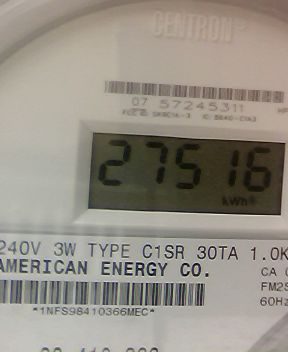 CENTRON
07 57245311
27516
kWh
240V 3W TYPE C1SR 30TA 1.0K
AMERICAN ENERGY CO.
CA
FM2S
60Hz
*1NFS98410366MEC*